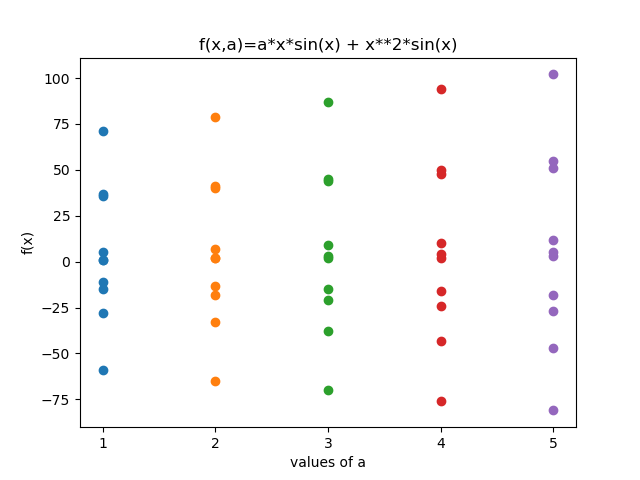 f(x,a)=a*x*sin(x) + x**2*sin(x)
100
75
50
25
0
−25
−50
−75
f(x)
1 2 3 4 5
values of a